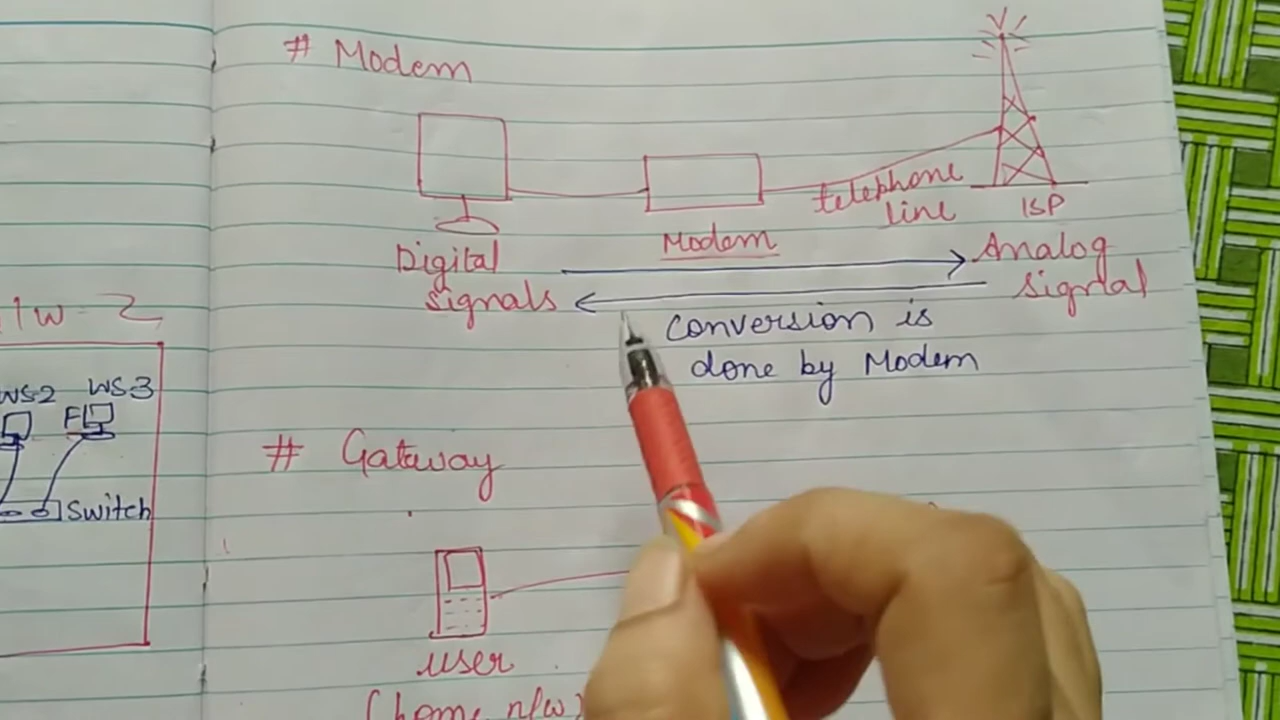 # Modem
telephone
line
ISP
Digital
signals
Modem
Analog
signal
Conversion is
done by Modem
WS2 WS3
Switch
# Gateway
user
(home n/w)